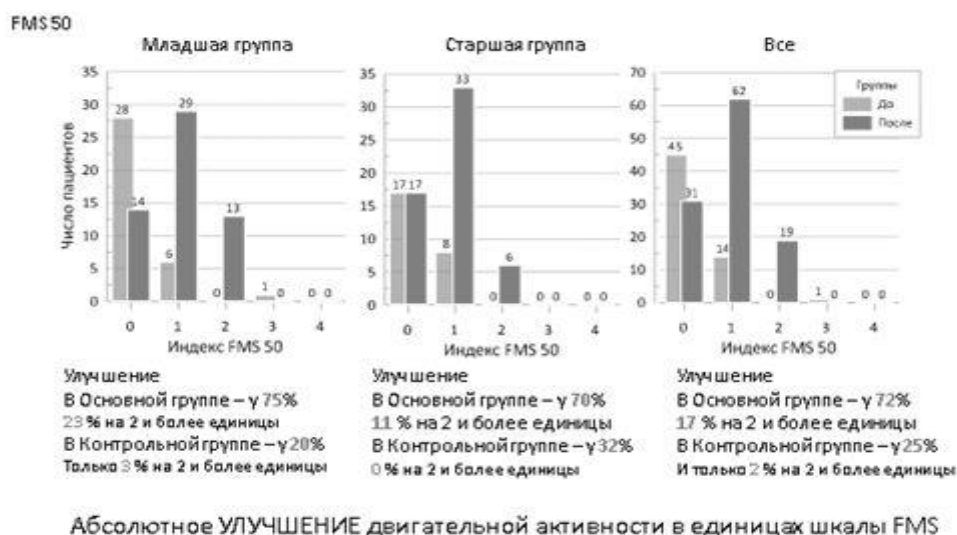 FMS 50
Младшая группа
35
30
25
20
15
10
5
0
Число пациентов
28
14
6
29
0
13
1
0
0 0
0 1 2 3 4
Индекс FMS 50
Улучшение
В Основной группе – у 75%
23 % на 2 и более единицы
В Контрольной группе – у 20%
Только 3 % на 2 и более единицы
Старшая группа
35
30
25
20
15
10
5
0
17 17
8
33
0
6
0 0
0 0
0 1 2 3 4
Индекс FMS 50
Улучшение
В Основной группе – у 70%
11 % на 2 и более единицы
В Контрольной группе – у 32%
0 % на 2 и более единицы
Все
70
60
50
40
30
20
10
0
Группы
До
После
45
31
14
62
0
19
1
0
0 0
0 1 2 3 4
Индекс FMS 50
Улучшение
В Основной группе – у 72%
17 % на 2 и более единицы
В Контрольной группе – у 25%
И только 2 % на 2 и более единицы
Абсолютное УЛУЧШЕНИЕ двигательной активности в единицах шкалы FMS